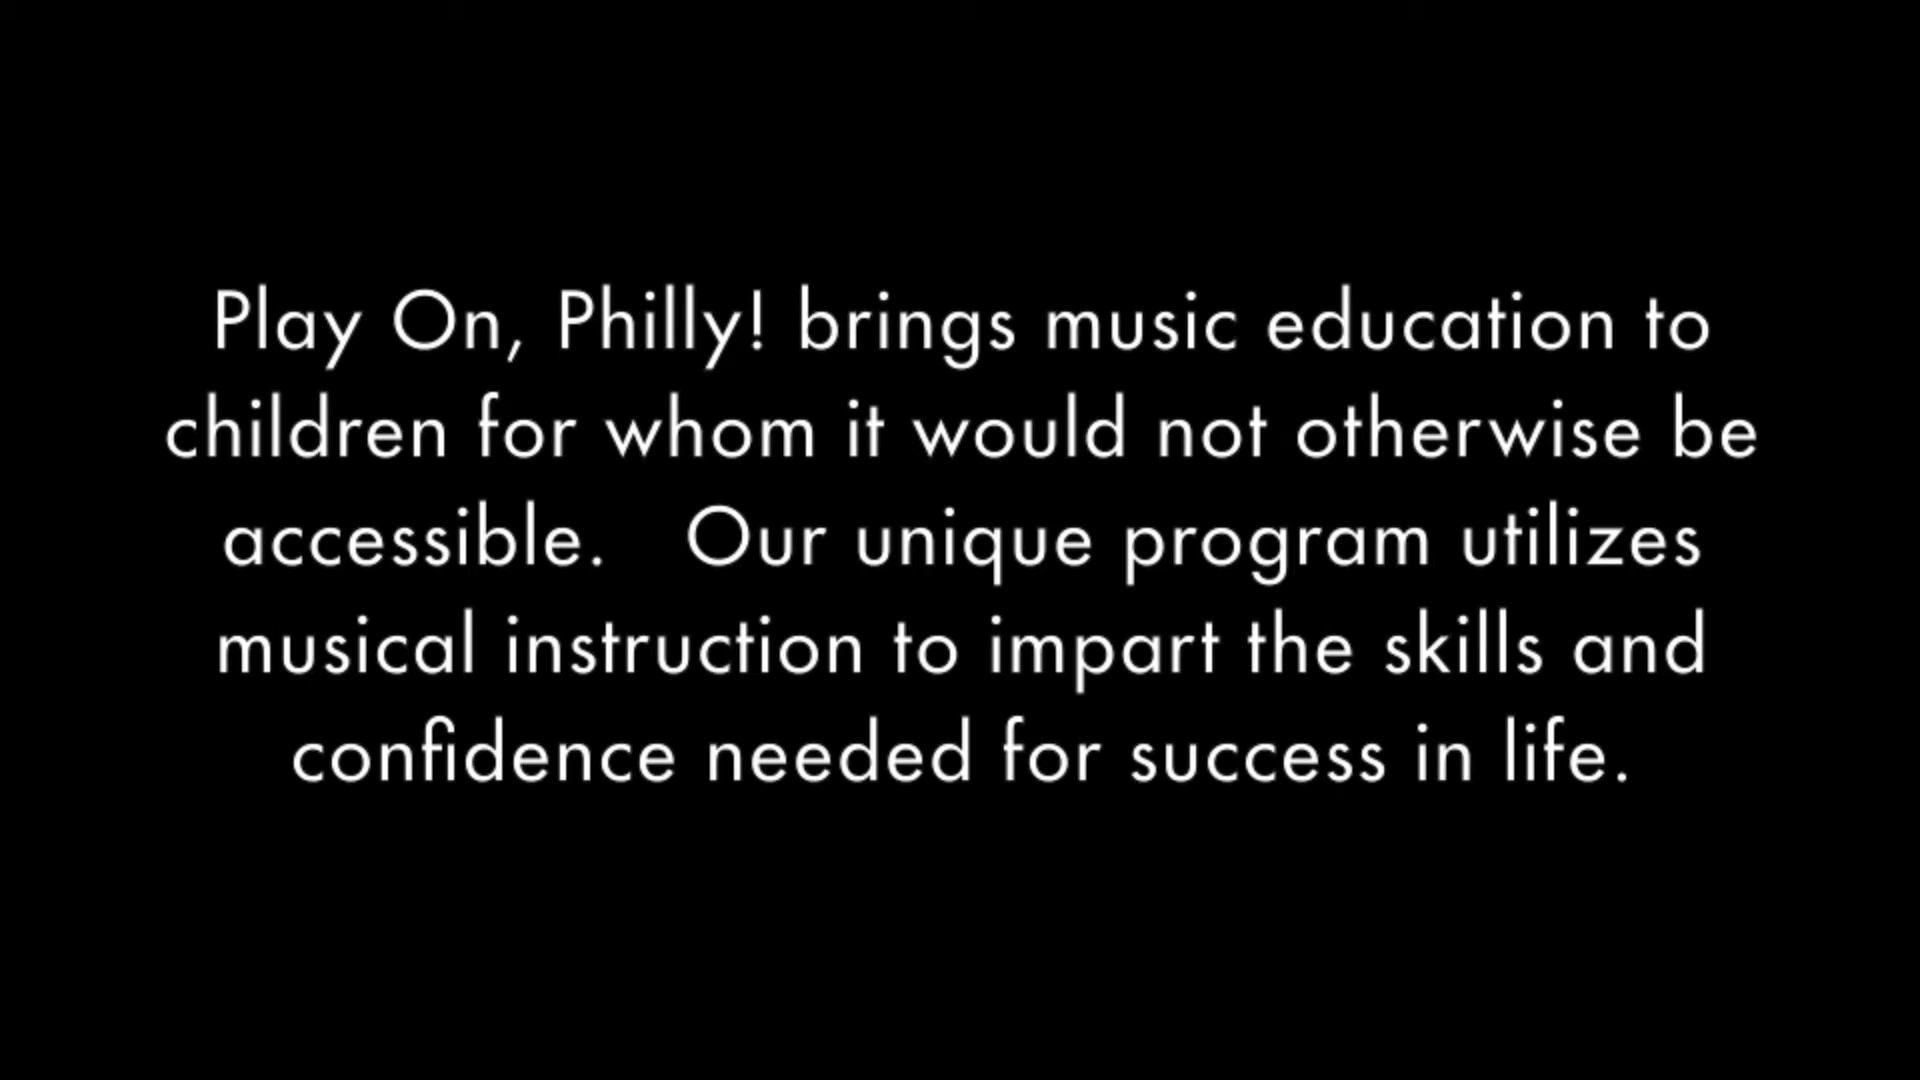 Play On, Philly! brings music education to
children for whom it would not otherwise be
accessible.   Our unique program utilizes
musical instruction to impart the skills and
confidence needed for success in life.